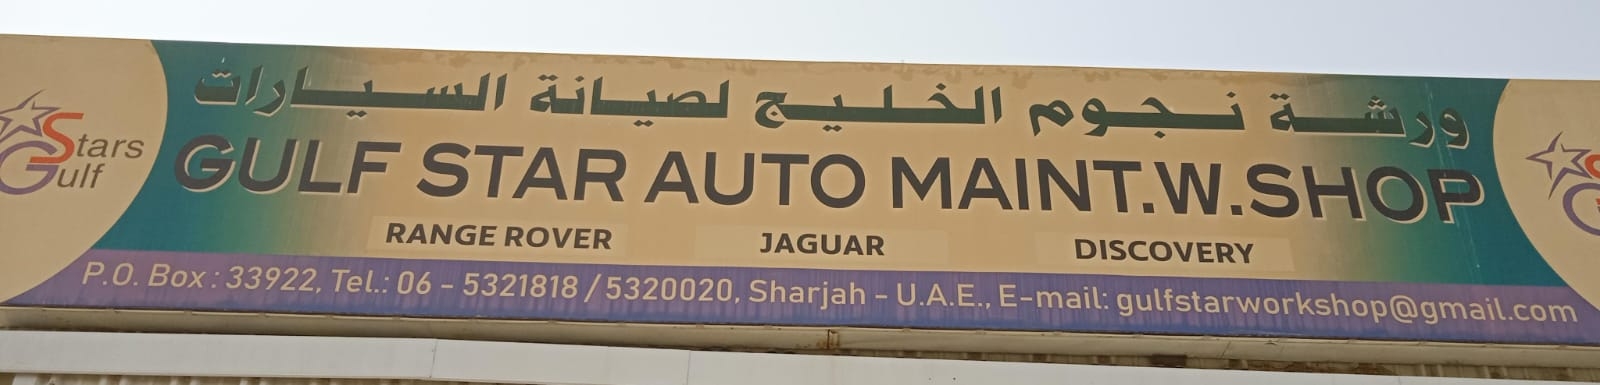 ورشة نجوم الخليج لصيانة السيارات
GULF STAR AUTO MAINT.W.SHOP
Stars
Gulf
RANGE ROVER JAGUAR DISCOVERY
P.O. Box : 33922, Tel.: 06 - 5321818 / 5320020, Sharjah - U.A.E., E-mail: gulfstarworkshop@gmail.com